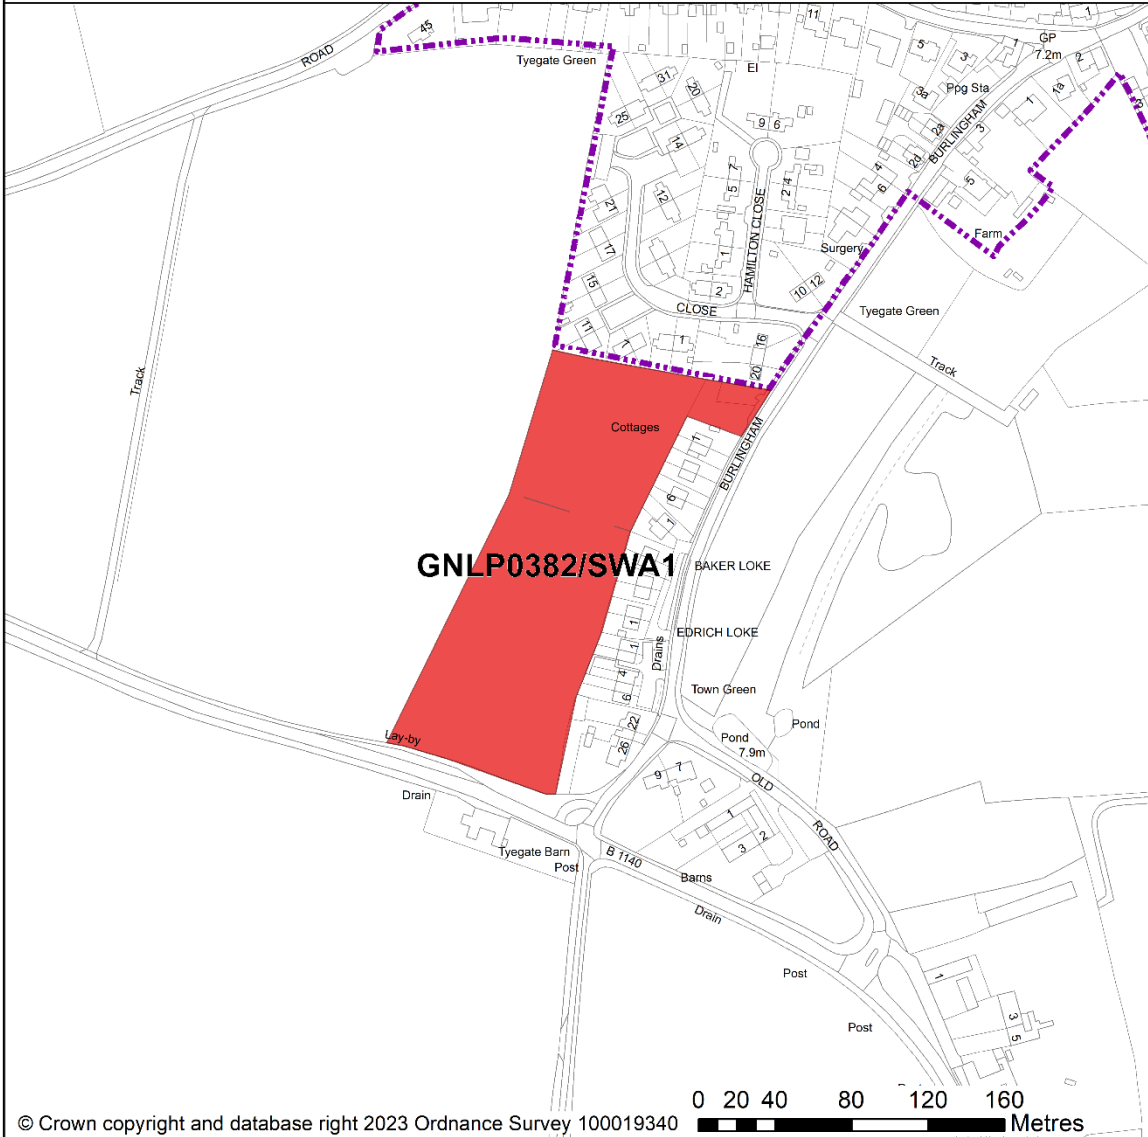 45
ROAD
Tyegate Green
11
1
GP
7.2m
5
3
1
2
El
31
20
3a
Ppg Sta
1a
1
25
9 6
2a
3
BURLINGHAM
14
2d
4
7
5
4
2
6
5
12
21
HAMILTON CLOSE
Farm
17
1
Surgery
15
2
10 12
Track
CLOSE
Tyegate Green
11
7
1
16
20
Track
Cottages
1
BURLINGHAM
6
1
GNLP0382/SWA1
BAKER LOKE
1
EDRICH LOKE
1
Drains
4
6
Town Green
22
Pond
26
Pond
7.9m
Lay-by
9 7
OLD
Drain
1
2
3
ROAD
Tyegate Barn
B 1140
Post
Barns
Drain
Post
1
3
5
Post
0 20 40 80 120 160
Metres
© Crown copyright and database right 2023 Ordnance Survey 100019340